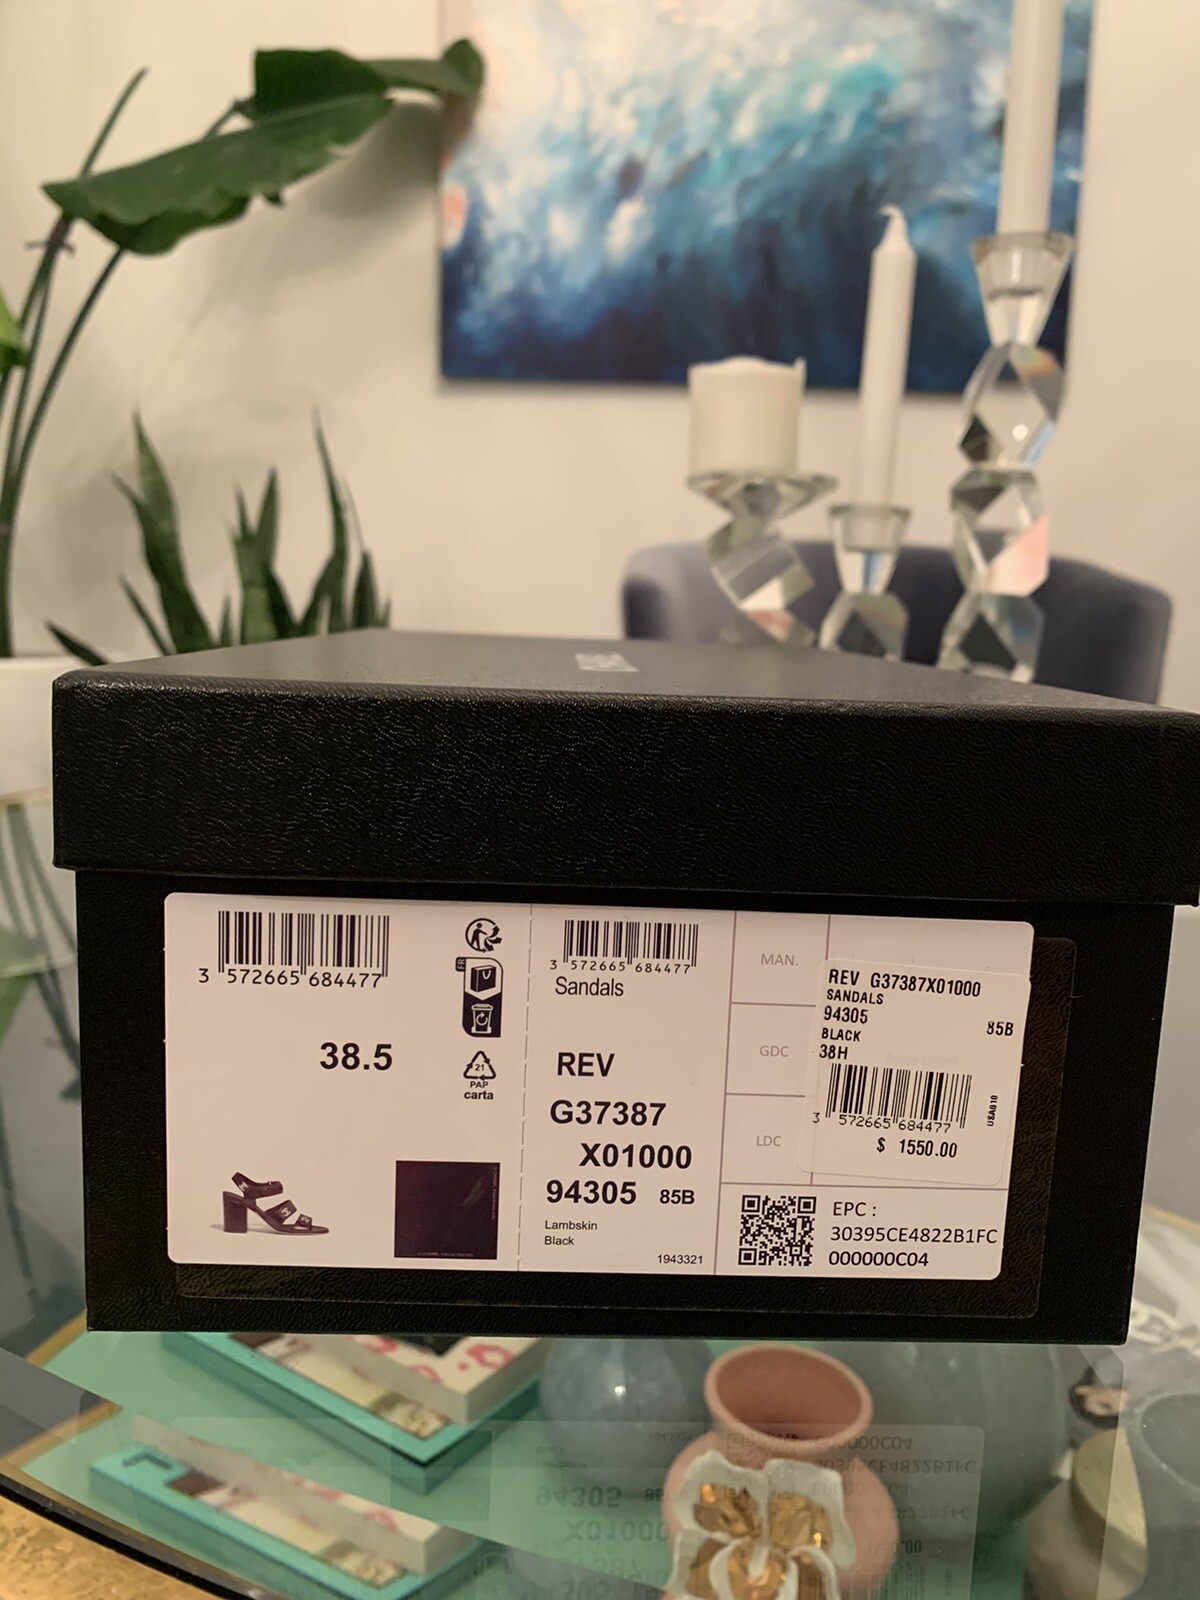 3 572665 684477
38.5
FR
21
PAP
carta
3 572665 684477
Sandals
REV
G37387
X01000
94305 85B
Lambskin
Black
1943321
MAN.
GDC
LDC
REV G37387X01000
SANDALS
94305 85B
BLACK
38H
3 572665 684477
USA010
$ 1550.00
EPC :
30395CE4822B1FC
000000C04